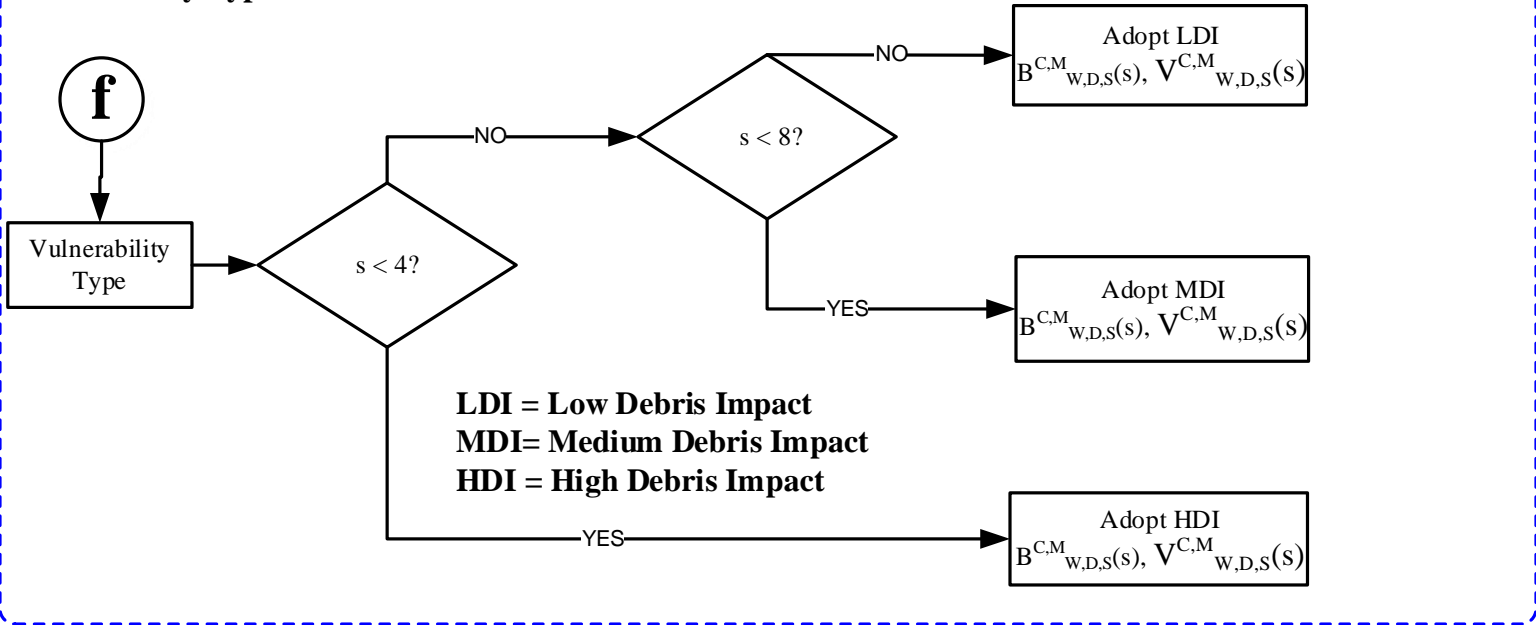 f
Vulnerability
Type
s < 4?
NO
s < 8?
NO
Adopt LDI
B^{C,M}_{W,D,S}(s), V^{C,M}_{W,D,S}(s)
YES
Adopt MDI
B^{C,M}_{W,D,S}(s), V^{C,M}_{W,D,S}(s)
LDI = Low Debris Impact
MDI= Medium Debris Impact
HDI = High Debris Impact
YES
Adopt HDI
B^{C,M}_{W,D,S}(s), V^{C,M}_{W,D,S}(s)